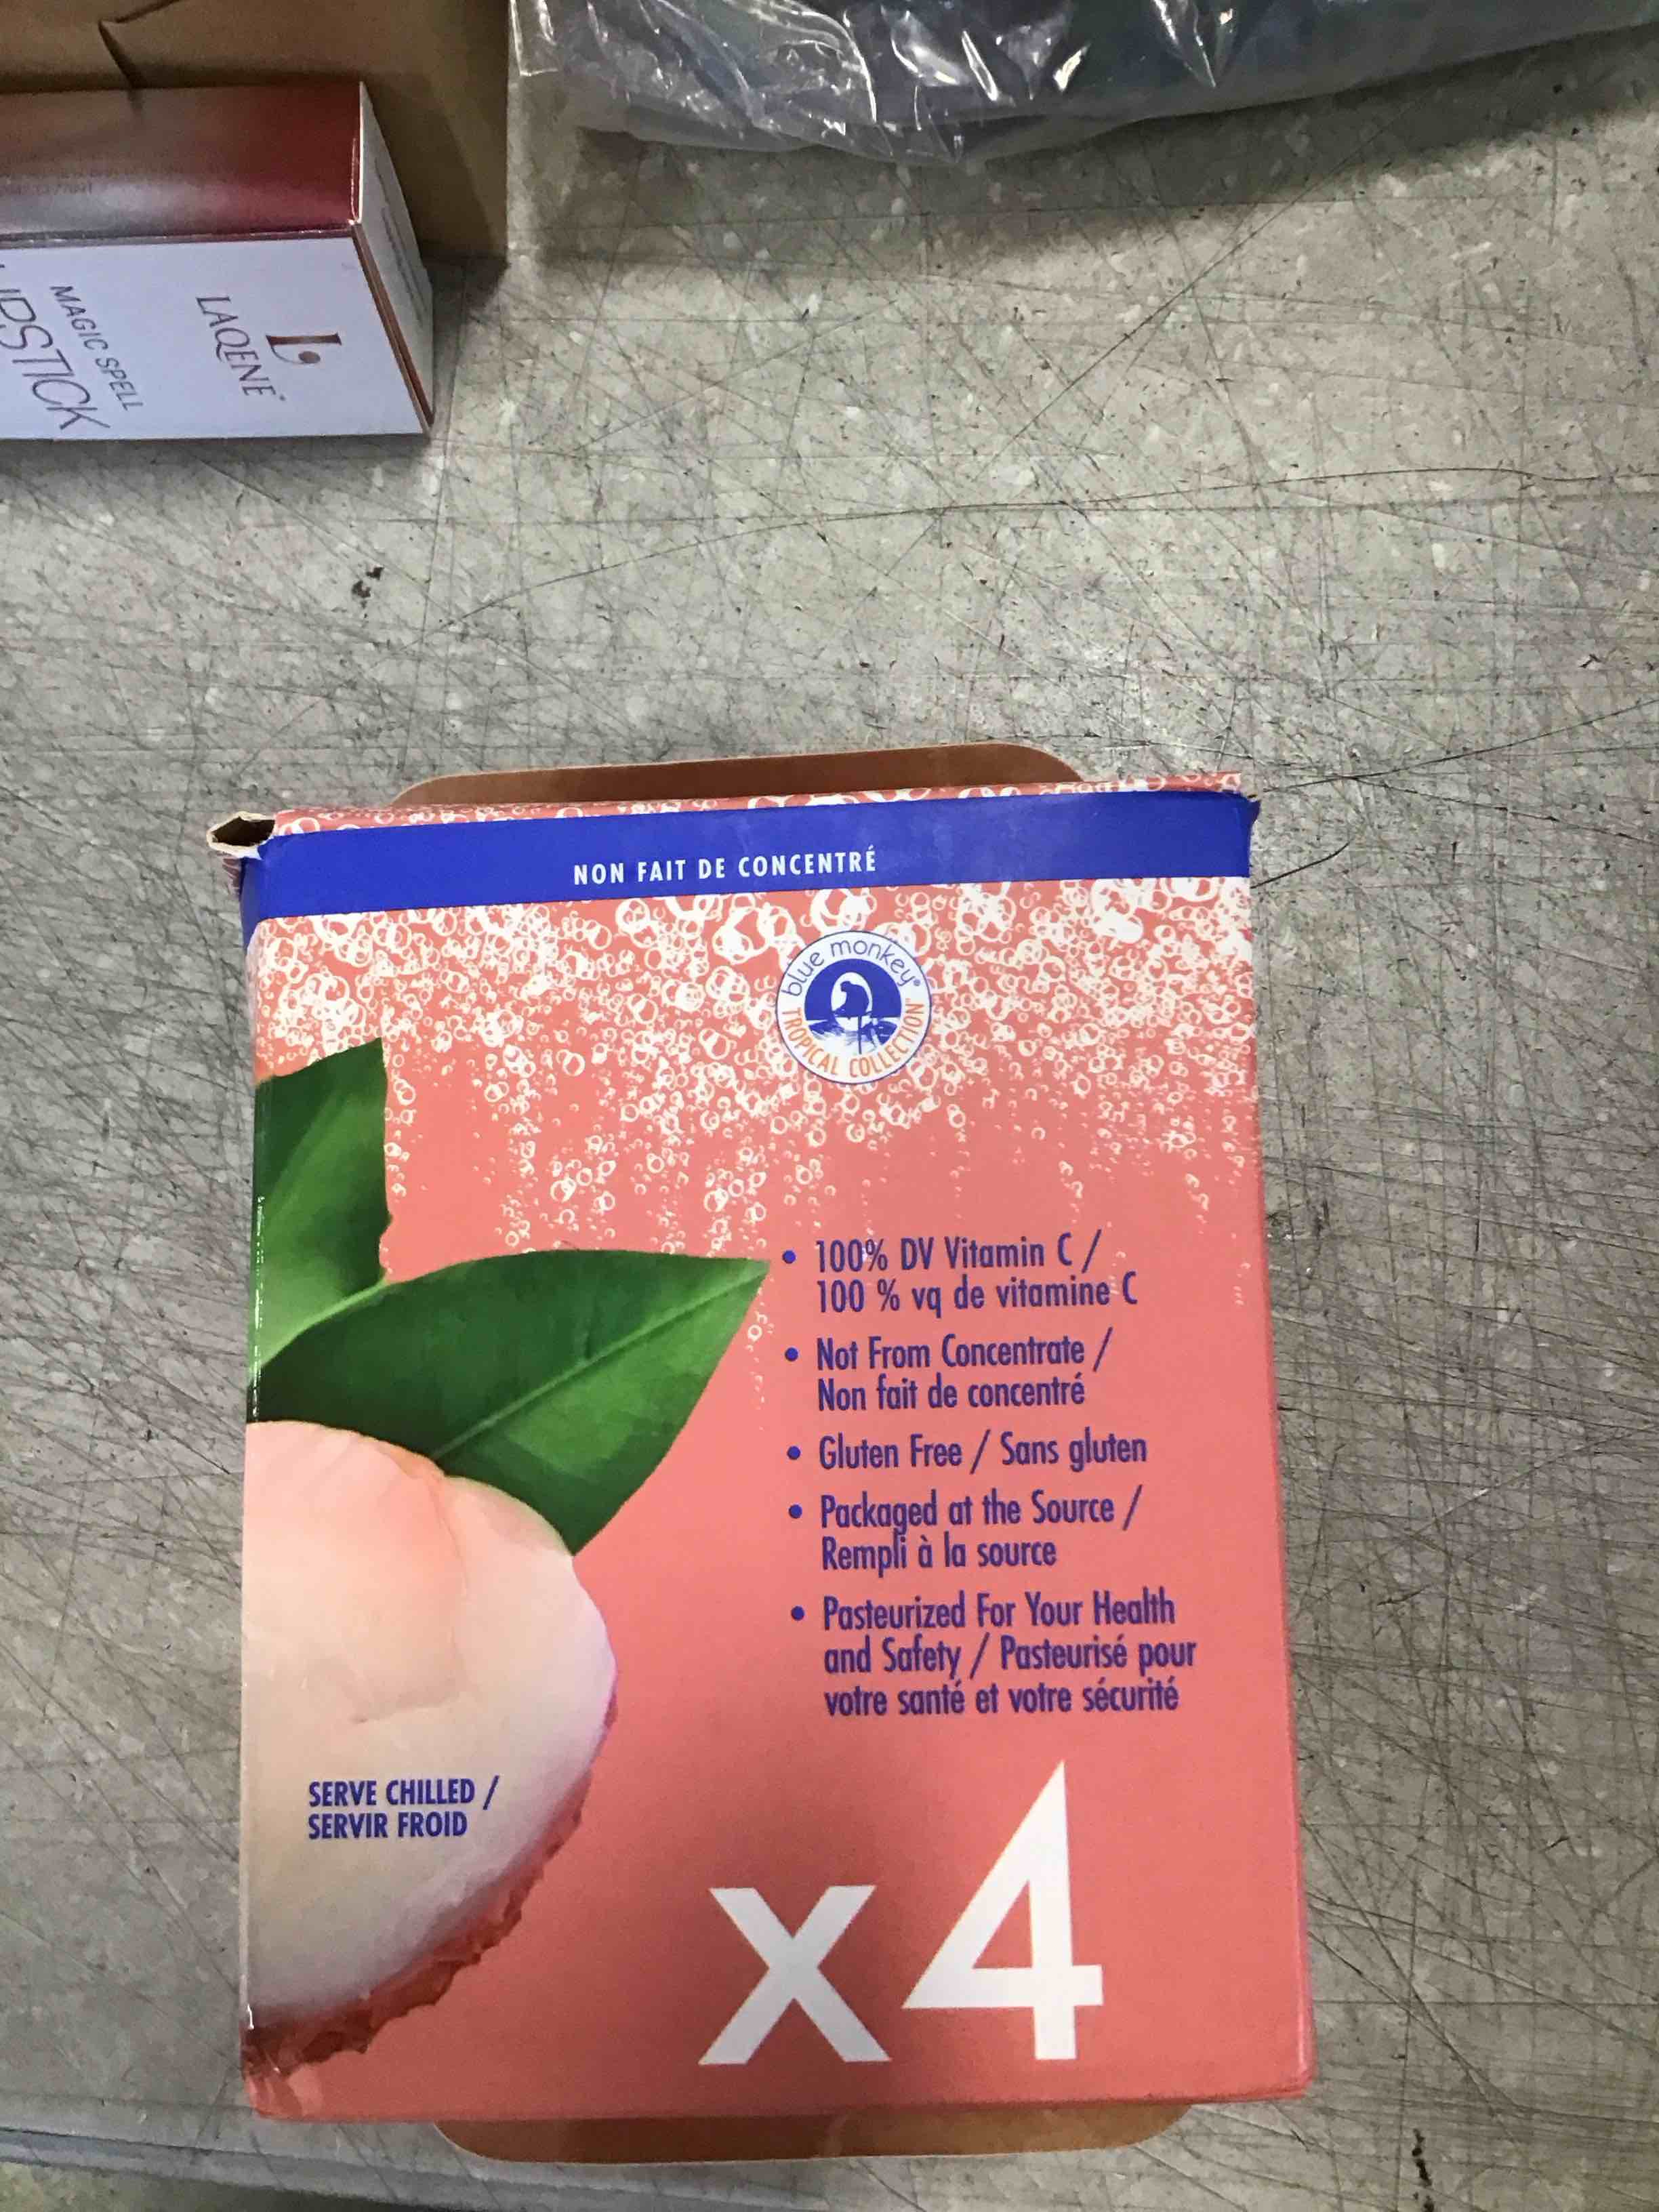 LAQENE
MAGIC SPELL
NON FAIT DE CONCENTRÉ
blue monkey®
TROPICAL COLLECTION
• 100% DV Vitamin C /
100 % vq de vitamine C
• Not From Concentrate /
Non fait de concentré
• Gluten Free / Sans gluten
• Packaged at the Source /
Rempli à la source
• Pasteurized For Your Health
and Safety / Pasteurisé pour
votre santé et votre sécurité
SERVE CHILLED /
SERVIR FROID
x4